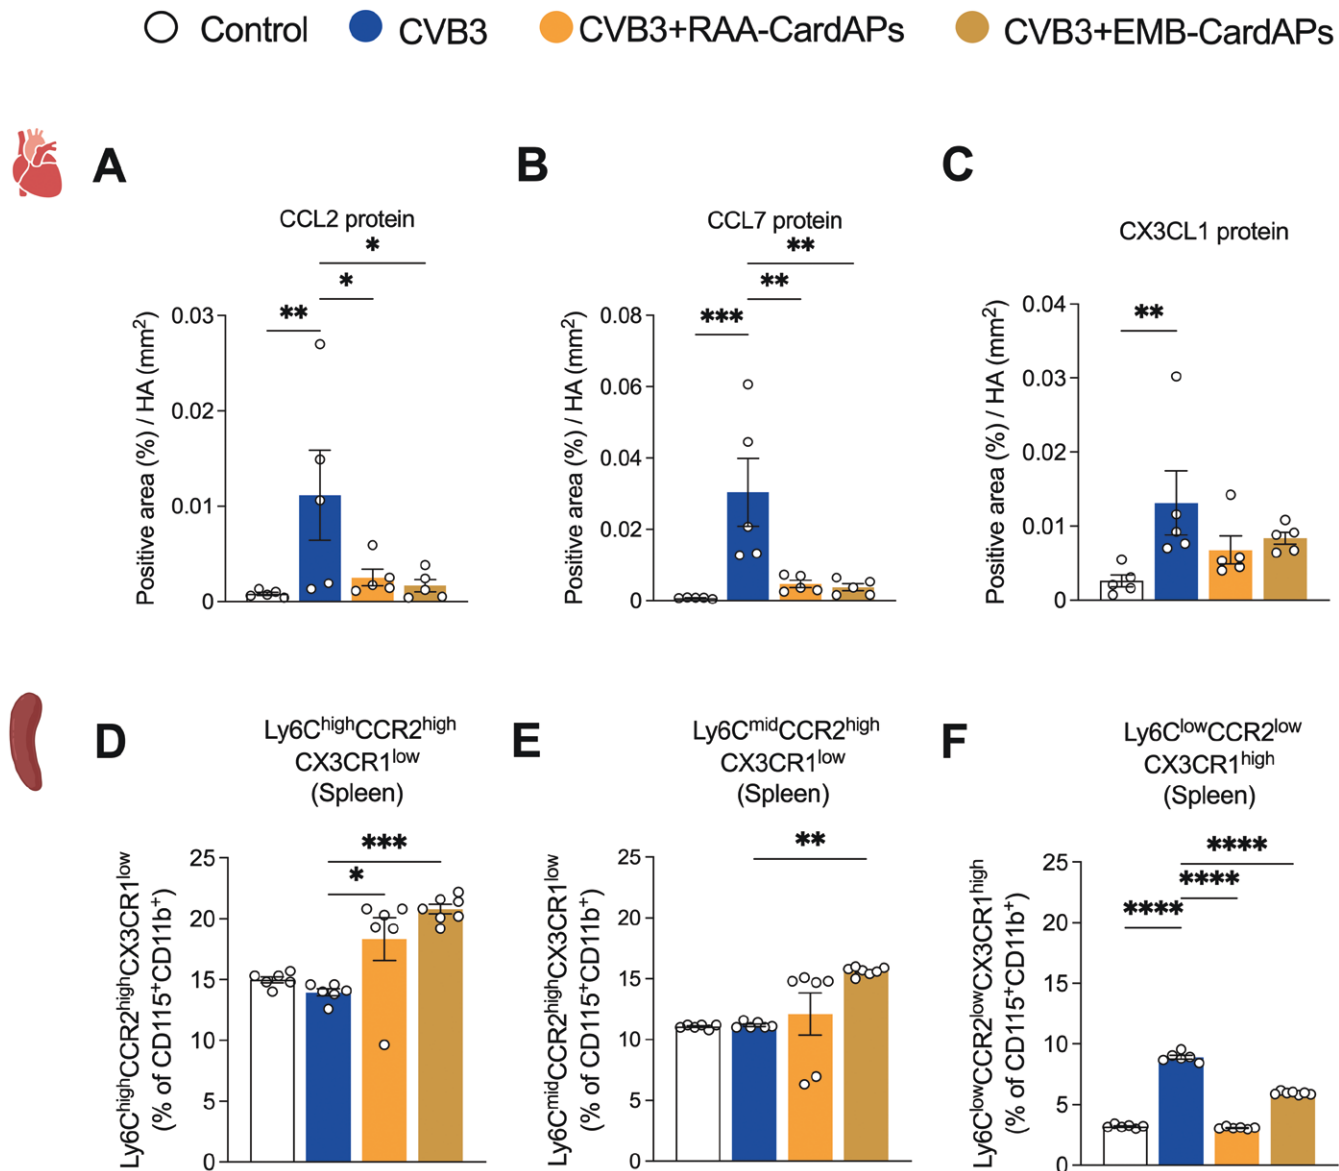 Control CVB3 CVB3+RAA-CardAPs CVB3+EMB-CardAPs
A
CCL2 protein
*
*
**
Positive area (%) / HA (mm²)
0.03
0.02
0.01
0
B
CCL7 protein
**
**
***
Positive area (%) / HA (mm²)
0.08
0.06
0.04
0.02
0
C
CX3CL1 protein
**
Positive area (%) / HA (mm²)
0.04
0.03
0.02
0.01
0
D
Ly6C^high CCR2^high
CX3CR1^low
(Spleen)
***
*
Ly6C^high CCR2^high CX3CR1^low
(% of CD115⁺CD11b⁺)
25
20
15
10
5
0
E
Ly6C^mid CCR2^high
CX3CR1^low
(Spleen)
**
Ly6C^mid CCR2^high CX3CR1^low
(% of CD115⁺CD11b⁺)
25
20
15
10
5
0
F
Ly6C^low CCR2^low
CX3CR1^high
(Spleen)
****
****
****
Ly6C^low CCR2^low CX3CR1^high
(% of CD115⁺CD11b⁺)
25
20
15
10
5
0